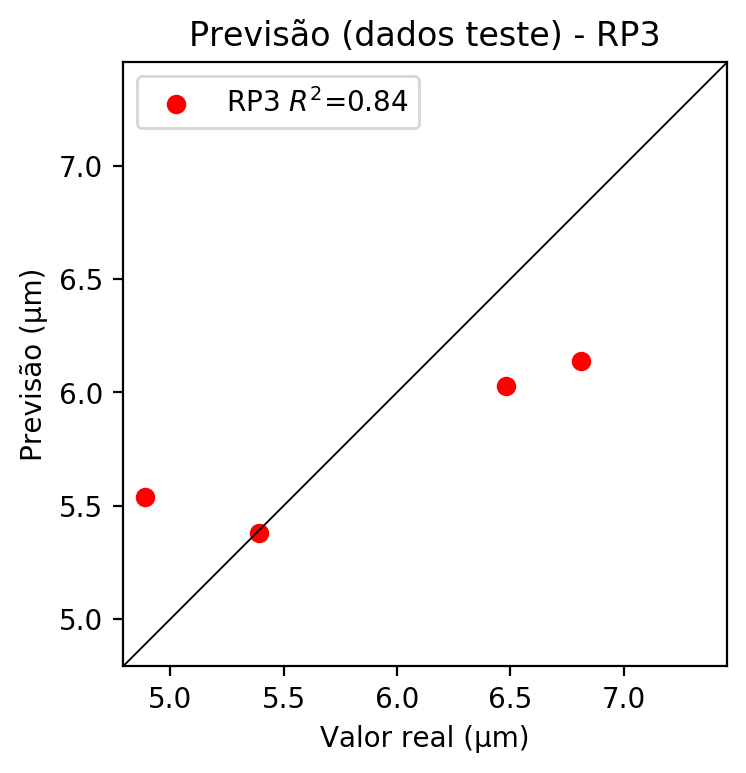 Previsão (dados teste) - RP3
RP3 R²=0.84
Previsão (µm)
7.0
6.5
6.0
5.5
5.0
5.0 5.5 6.0 6.5 7.0
Valor real (µm)